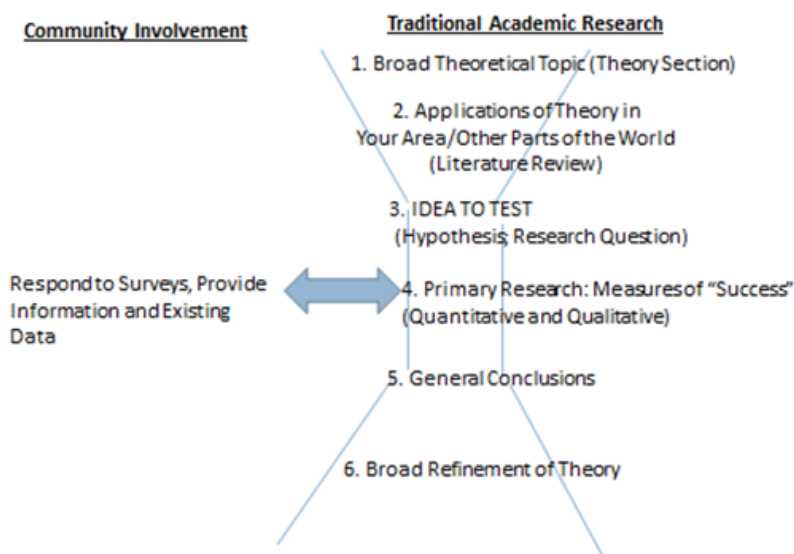 Community Involvement
Traditional Academic Research
1. Broad Theoretical Topic (Theory Section)
2. Applications of Theory in
Your Area/Other Parts of the World
(Literature Review)
3. IDEA TO TEST
(Hypothesis; Research Question)
Respond to Surveys, Provide
Information and Existing
Data
4. Primary Research: Measures of “Success”
(Quantitative and Qualitative)
5. General Conclusions
6. Broad Refinement of Theory